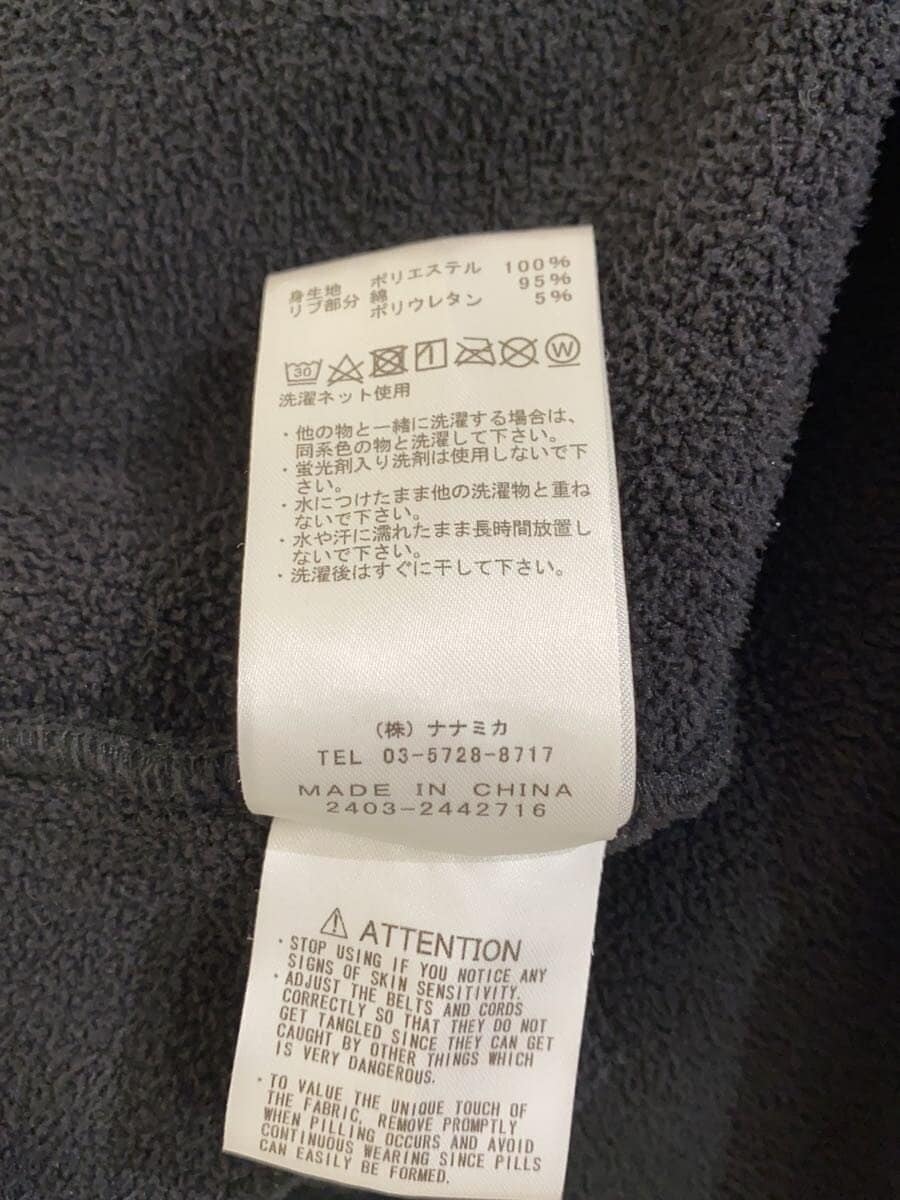 身生地 ポリエステル 100%
リブ部分 綿 95%
ポリウレタン 5%
30
洗濯ネット使用
・他の物と一緒に洗濯する場合は、
同系色の物と洗濯して下さい。
・蛍光剤入り洗剤は使用しないで下
さい。
・水につけたまま他の洗濯物と重ね
ないで下さい。
・水や汗に濡れたまま長時間放置し
ないで下さい。
・洗濯後はすぐに干して下さい。
(株) ナナミカ
TEL 03-5728-8717
MADE IN CHINA
2403-2442716
⚠ ATTENTION
・STOP USING IF YOU NOTICE ANY
SIGNS OF SKIN SENSITIVITY.
・ADJUST THE BELTS AND CORDS
CORRECTLY SO THAT THEY DO NOT
GET TANGLED SINCE THEY CAN GET
CAUGHT BY OTHER THINGS WHICH
IS VERY DANGEROUS.
・TO VALUE THE UNIQUE TOUCH OF
THE FABRIC, REMOVE PROMPTLY
WHEN PILLING OCCURS AND AVOID
CONTINUOUS WEARING SINCE PILLS
CAN EASILY BE FORMED.